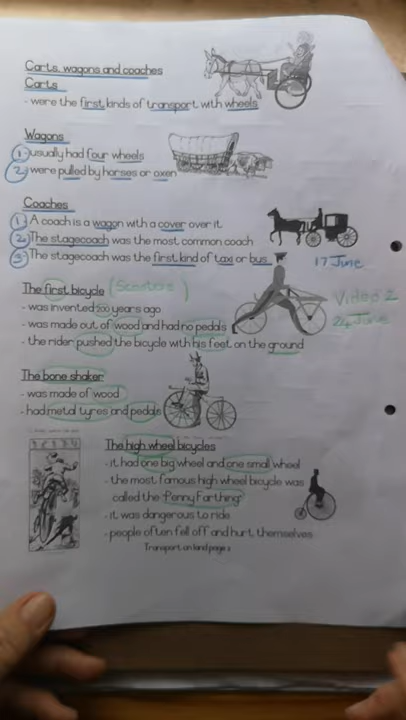 Carts, wagons and coaches
Carts
- were the first kinds of transport with wheels
Wagons
1. usually had four wheels
2. were pulled by horses or oxen
Coaches
1. A coach is a wagon with a cover over it
2. The stagecoach was the most common coach
3. The stagecoach was the first kind of taxi or bus
17 June
The first bicycle (Scooters)
Video 2
24 June
- was invented 500 years ago
- was made out of wood and had no pedals
- the rider pushed the bicycle with his feet on the ground
The bone shaker
- was made of wood
- had metal tyres and pedals
The high wheel bicycles
- it had one big wheel and one small wheel
- the most famous high wheel bicycle was
called the "Penny Farthing"
- it was dangerous to ride
- people often fell off and hurt themselves
Transport on land page 2